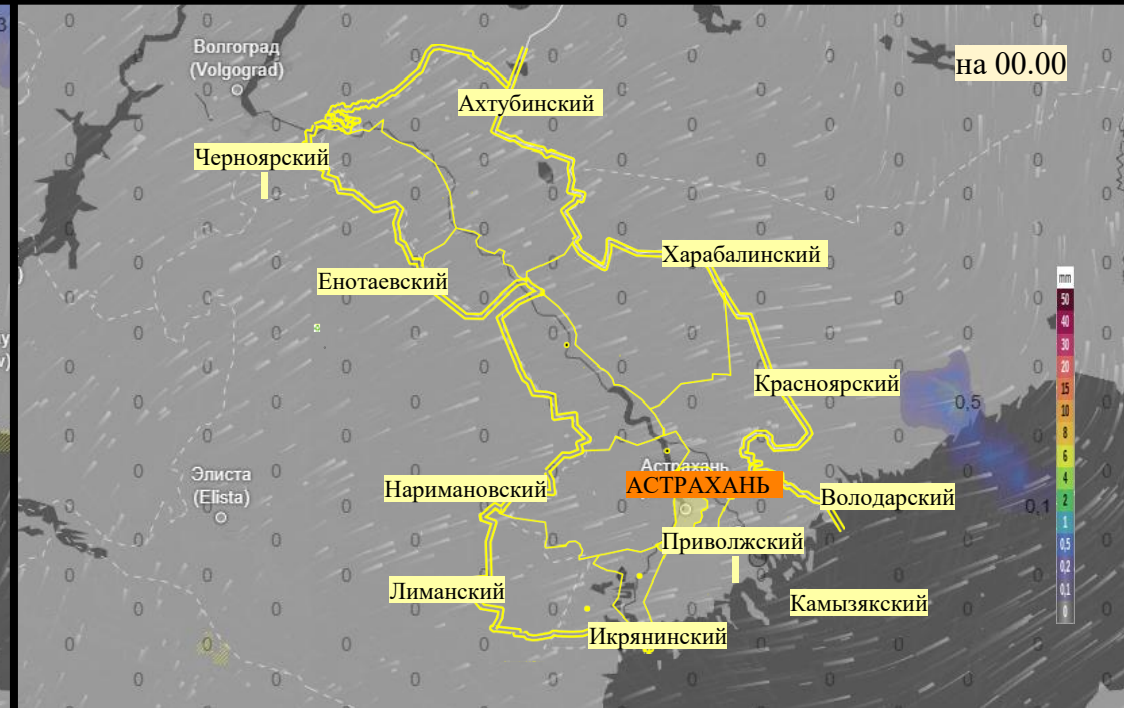 Волгоград
(Volgograd)
на 00.00
Ахтубинский
Черноярский
Харабалинский
Енотаевский
mm
50
40
30
20
15
10
8
6
4
2
1
0,5
0,2
0,1
0
Красноярский
0,5
Элиста
(Elista)
Астрахань
Наримановский
АСТРАХАНЬ
Володарский
0,1
Приволжский
Лиманский
Камызякский
Икрянинский